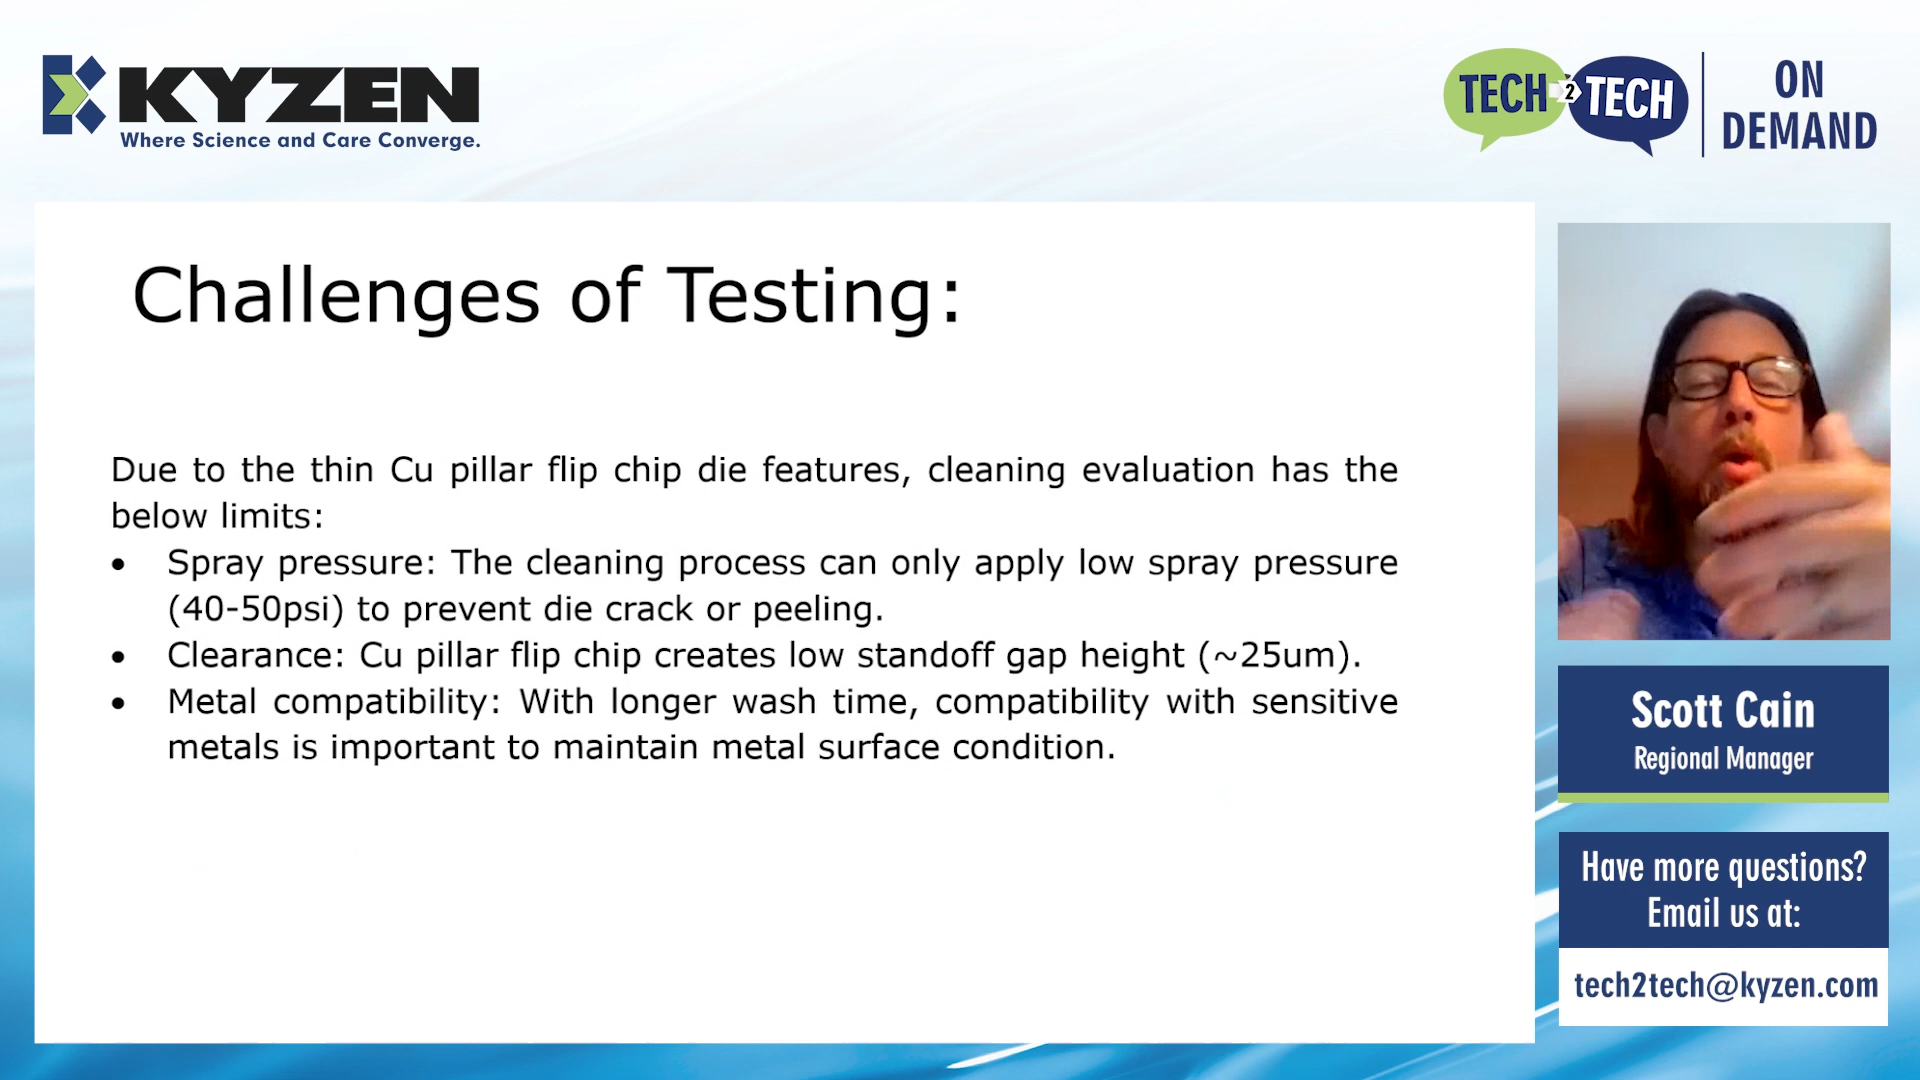 KYZEN
Where Science and Care Converge.
TECH 2 TECH
ON
DEMAND
Challenges of Testing:
Due to the thin Cu pillar flip chip die features, cleaning evaluation has the
below limits:
• Spray pressure: The cleaning process can only apply low spray pressure
(40-50psi) to prevent die crack or peeling.
• Clearance: Cu pillar flip chip creates low standoff gap height (~25um).
• Metal compatibility: With longer wash time, compatibility with sensitive
metals is important to maintain metal surface condition.
Scott Cain
Regional Manager
Have more questions?
Email us at:
tech2tech@kyzen.com